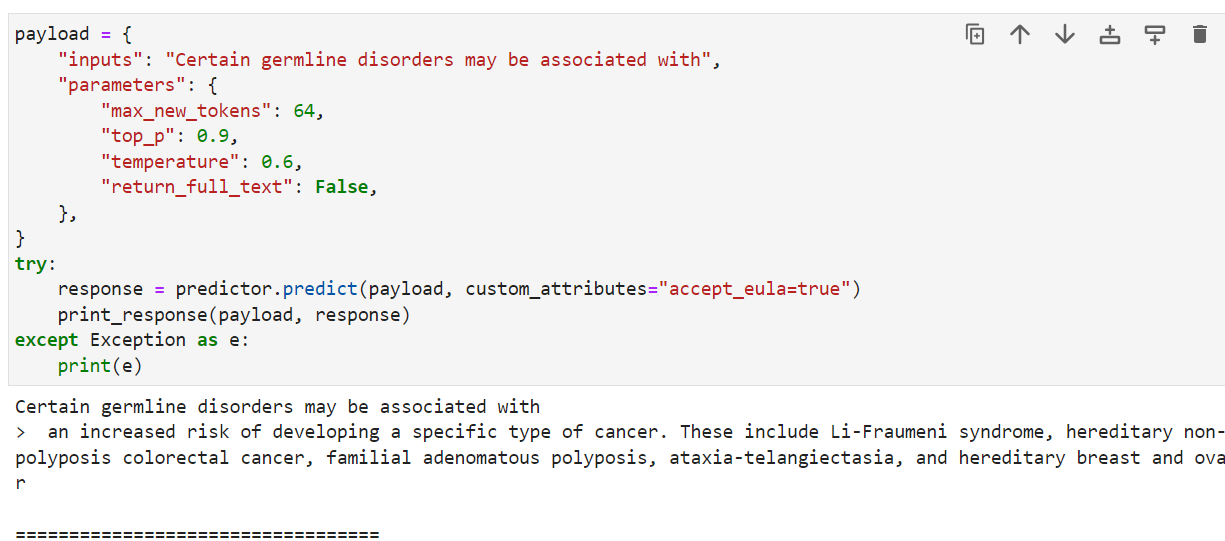 payload = {
    "inputs": "Certain germline disorders may be associated with",
    "parameters": {
        "max_new_tokens": 64,
        "top_p": 0.9,
        "temperature": 0.6,
        "return_full_text": False,
    },
}
try:
    response = predictor.predict(payload, custom_attributes="accept_eula=true")
    print_response(payload, response)
except Exception as e:
    print(e)
Certain germline disorders may be associated with
>  an increased risk of developing a specific type of cancer. These include Li-Fraumeni syndrome, hereditary non-
polyposis colorectal cancer, familial adenomatous polyposis, ataxia-telangiectasia, and hereditary breast and ova
r
==================================